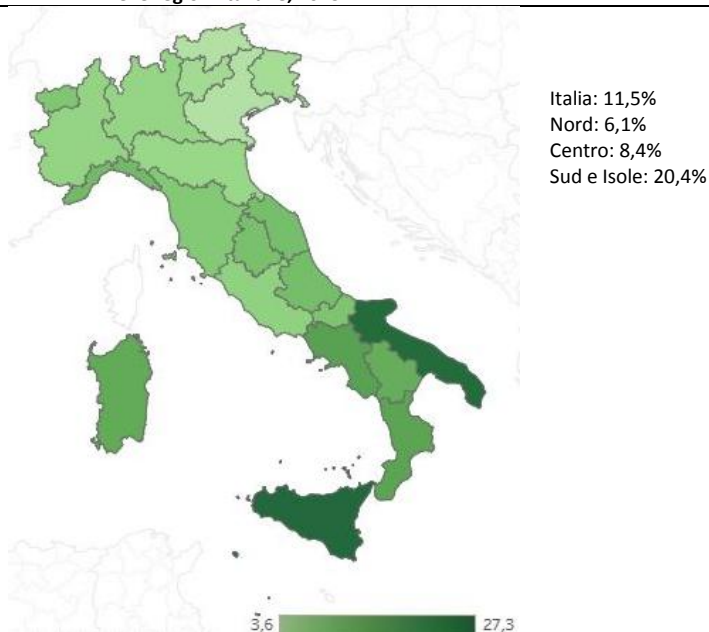 Italia: 11,5%
Nord: 6,1%
Centro: 8,4%
Sud e Isole: 20,4%
3,6 27,3